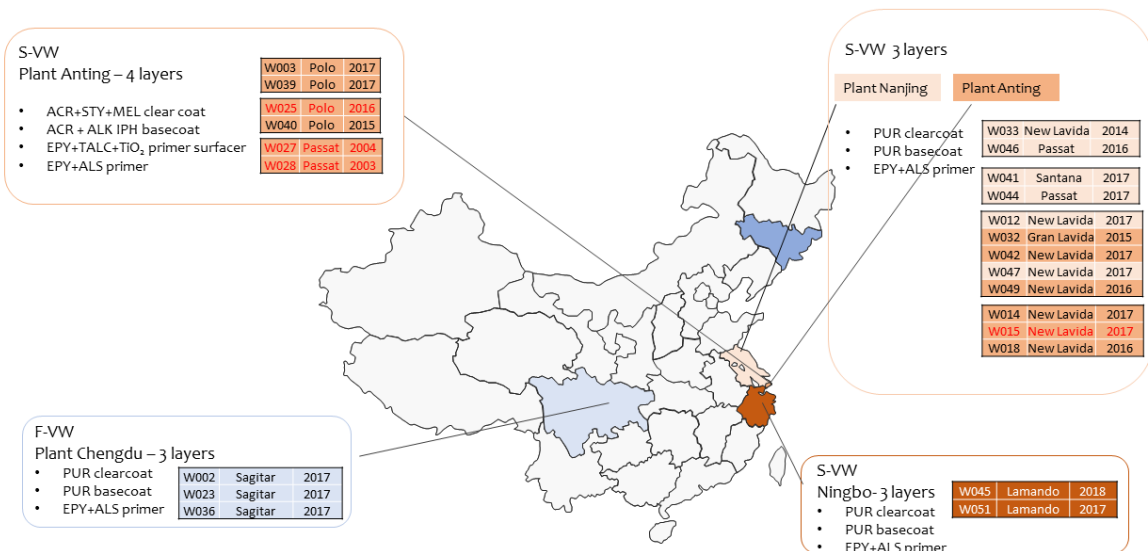 S-VW
Plant Anting – 4 layers
• ACR+STY+MEL clear coat
• ACR + ALK IPH basecoat
• EPY+TALC+TiO₂ primer surfacer
• EPY+ALS primer
W003 Polo 2017
W039 Polo 2017
W025 Polo 2016
W040 Polo 2015
W027 Passat 2004
W028 Passat 2003
S-VW 3 layers
Plant Nanjing
Plant Anting
• PUR clearcoat
• PUR basecoat
• EPY+ALS primer
W033 New Lavida 2014
W046 Passat 2016
W041 Santana 2017
W044 Passat 2017
W012 New Lavida 2017
W032 Gran Lavida 2015
W042 New Lavida 2017
W047 New Lavida 2017
W049 New Lavida 2016
W014 New Lavida 2017
W015 New Lavida 2017
W018 New Lavida 2016
F-VW
Plant Chengdu – 3 layers
• PUR clearcoat
• PUR basecoat
• EPY+ALS primer
W002 Sagitar 2017
W023 Sagitar 2017
W036 Sagitar 2017
S-VW
Ningbo- 3 layers
• PUR clearcoat
• PUR basecoat
• EPY+ALS primer
W045 Lamando 2018
W051 Lamando 2017